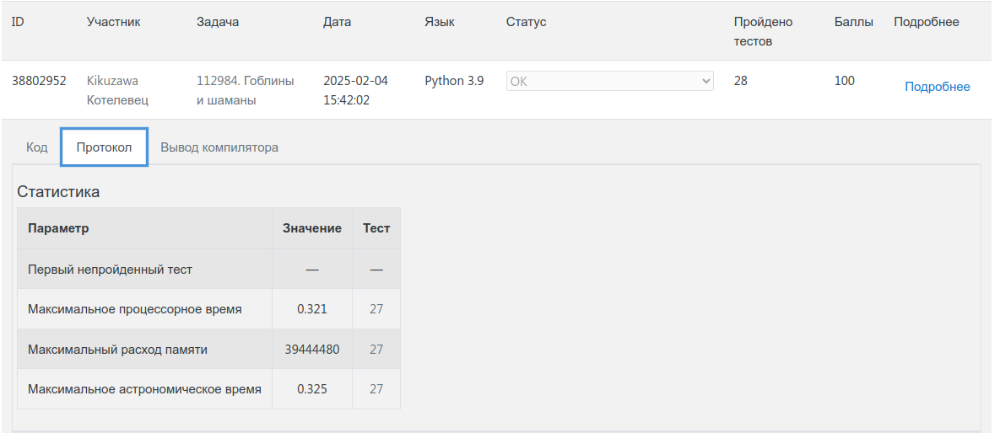 ID Участник Задача Дата Язык Статус Пройдено тестов Баллы Подробнее
38802952 Kikuzawa Котелевец 112984. Гоблины и шаманы 2025-02-04 15:42:02 Python 3.9 OK 28 100 Подробнее
Код Протокол Вывод компилятора
Статистика
Параметр Значение Тест
Первый непройденный тест — —
Максимальное процессорное время 0.321 27
Максимальный расход памяти 39444480 27
Максимальное астрономическое время 0.325 27